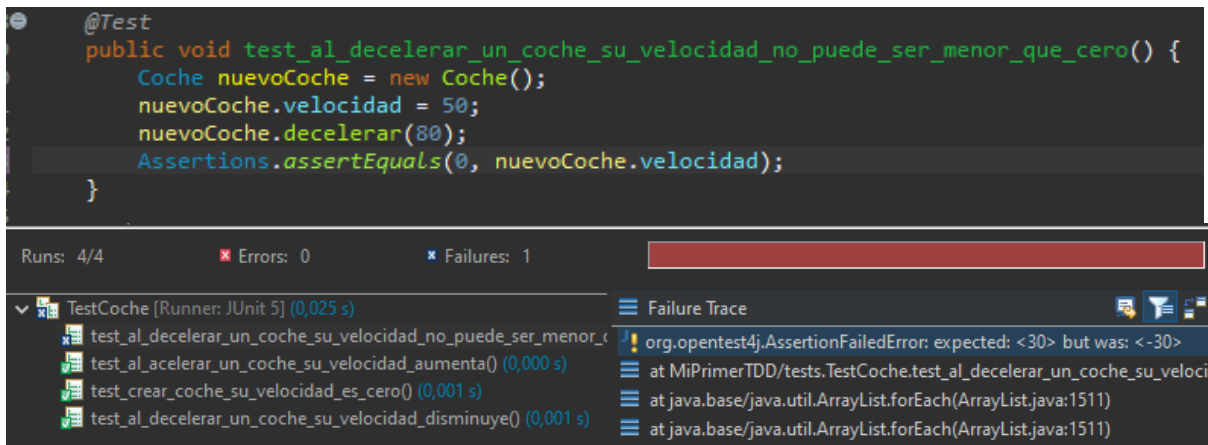 @Test
public void test_al_decelerar_un_coche_su_velocidad_no_puede_ser_menor_que_cero() {
Coche nuevoCoche = new Coche();
nuevoCoche.velocidad = 50;
nuevoCoche.decelerar(80);
Assertions.assertEquals(0, nuevoCoche.velocidad);
}
Runs: 4/4 Errors: 0 Failures: 1
TestCoche [Runner: JUnit 5] (0,025 s)
test_al_decelerar_un_coche_su_velocidad_no_puede_ser_menor_
test_al_acelerar_un_coche_su_velocidad_aumenta() (0,000 s)
test_crear_coche_su_velocidad_es_cero() (0,001 s)
test_al_decelerar_un_coche_su_velocidad_disminuye() (0,001 s)
Failure Trace
org.opentest4j.AssertionFailedError: expected: <30> but was: <-30>
at MiPrimerTDD/tests.TestCoche.test_al_decelerar_un_coche_su_veloci
at java.base/java.util.ArrayList.forEach(ArrayList.java:1511)
at java.base/java.util.ArrayList.forEach(ArrayList.java:1511)